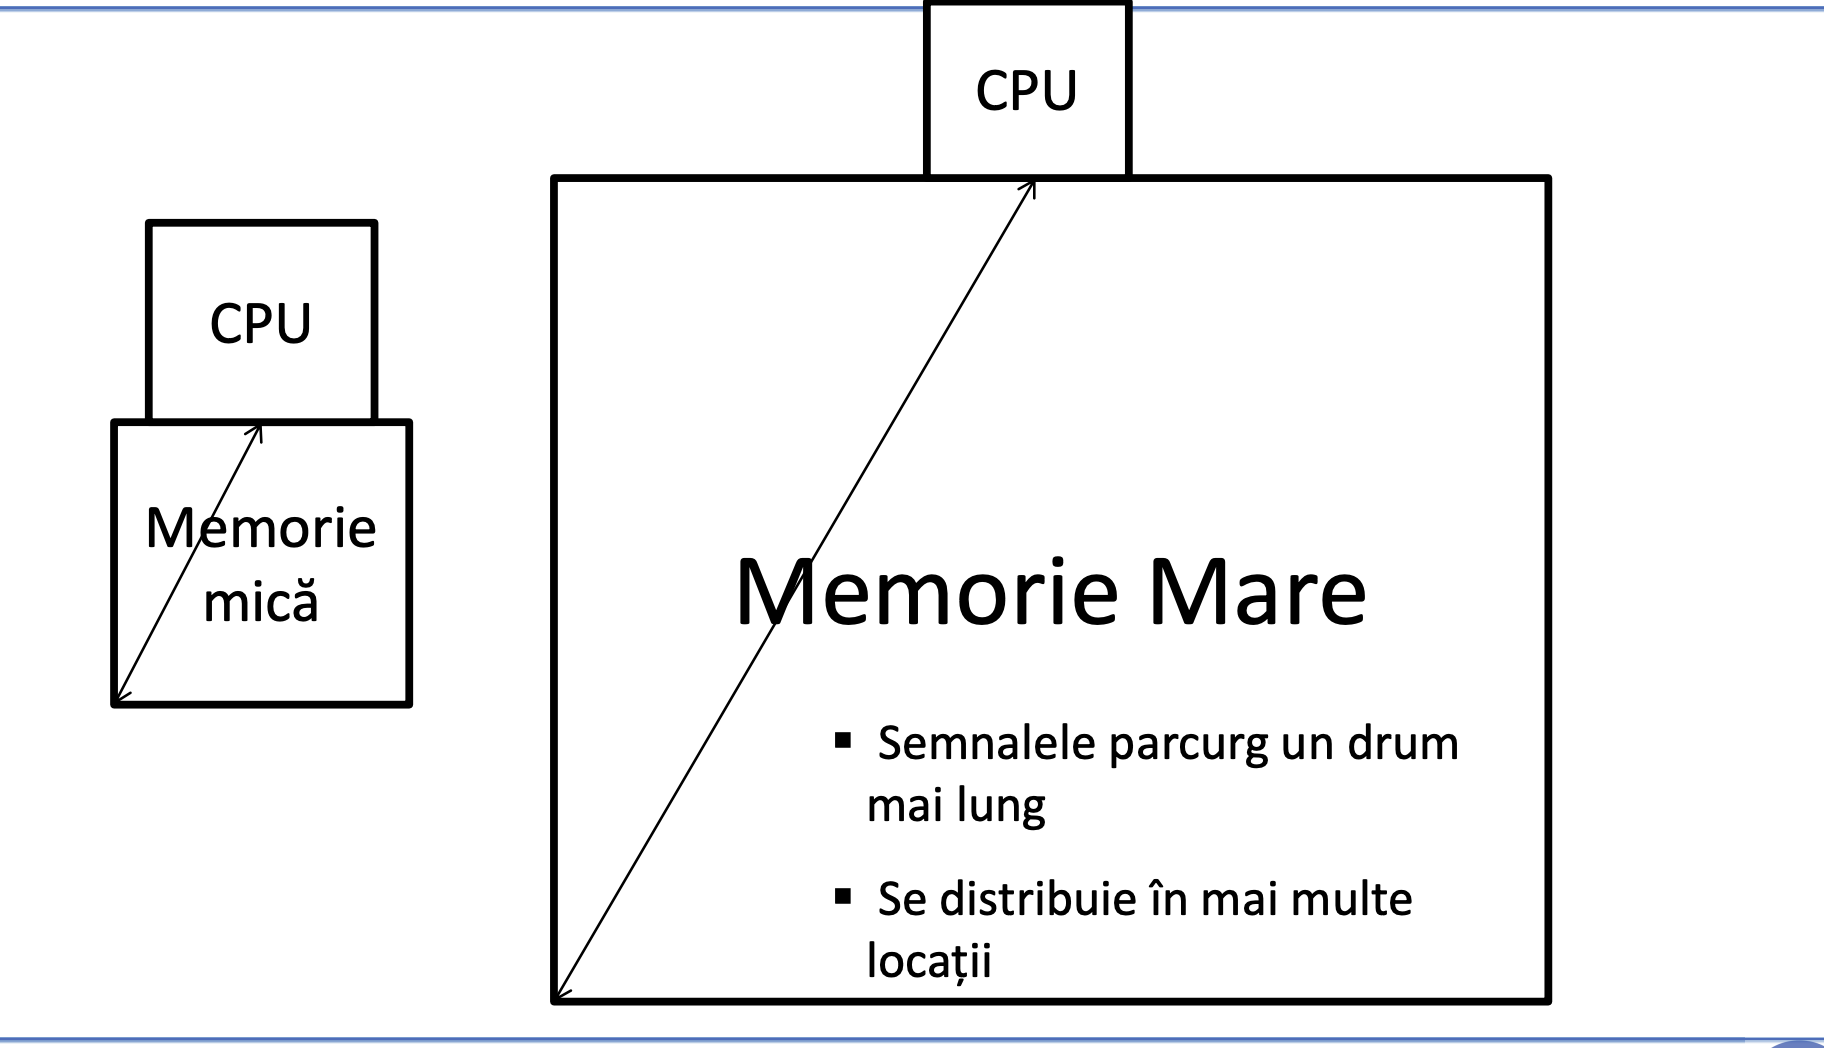 CPU
Memorie
mică
CPU
Memorie Mare
▪ Semnalele parcurg un drum
mai lung
▪ Se distribuie în mai multe
locații